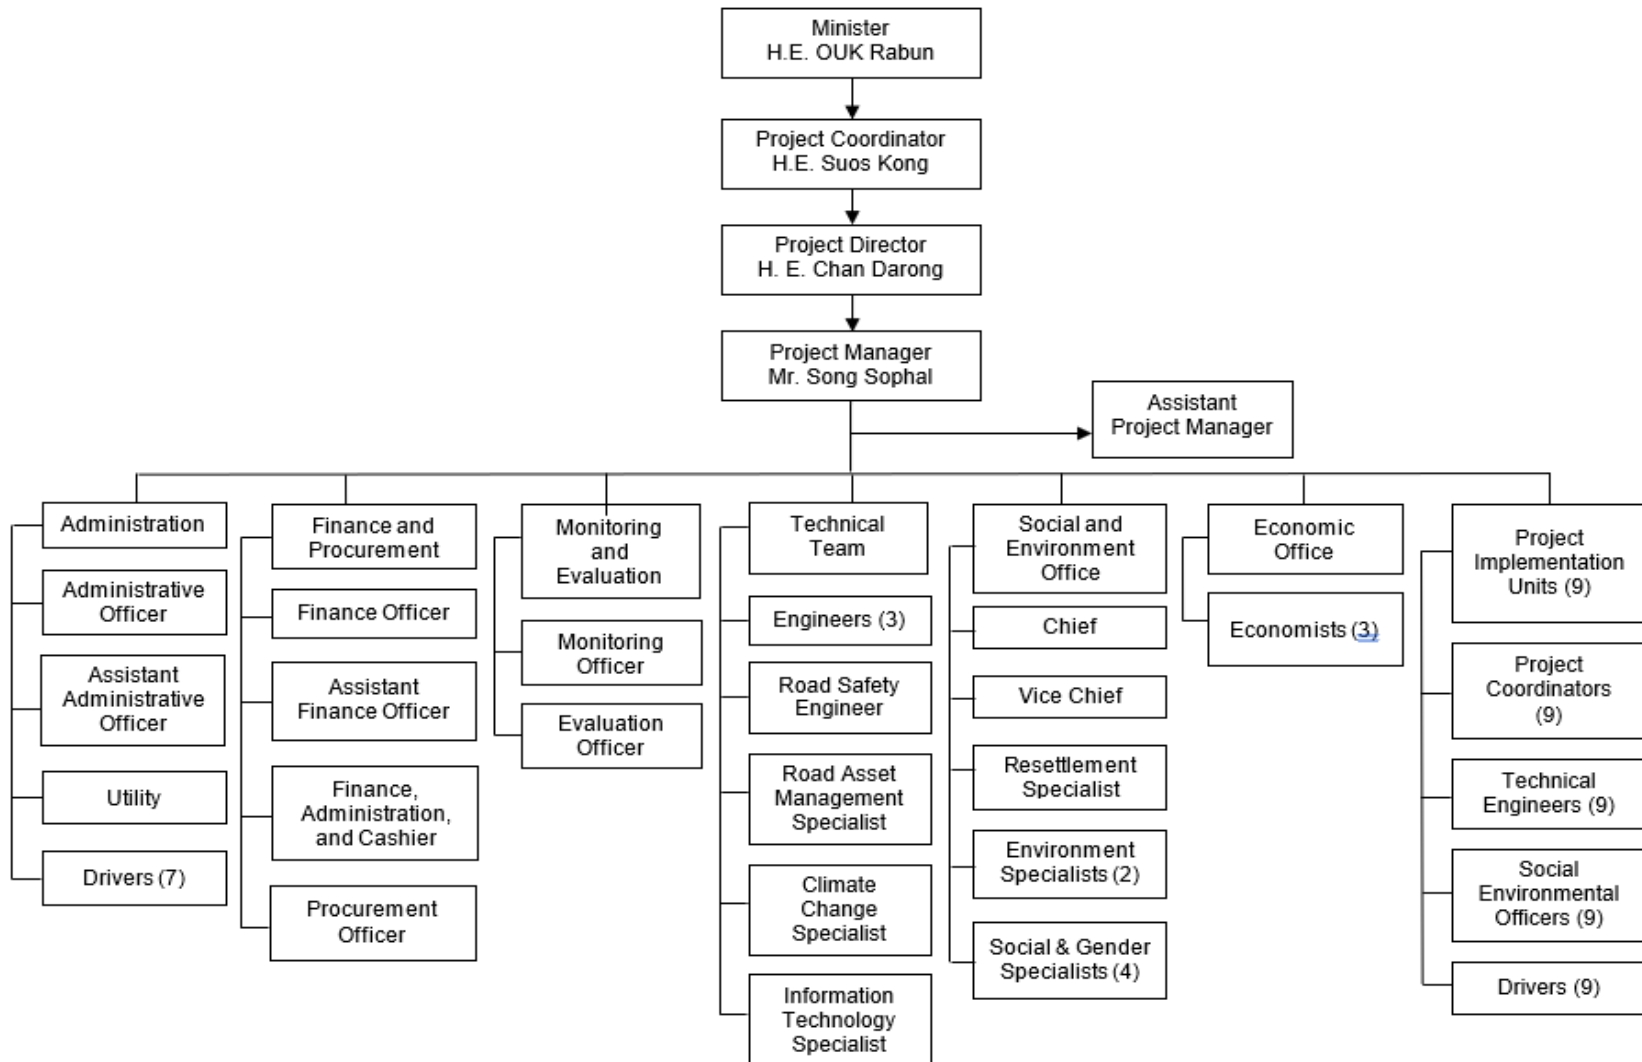 Minister
H.E. OUK Rabun
Project Coordinator
H.E. Suos Kong
Project Director
H. E. Chan Darong
Project Manager
Mr. Song Sophal
Assistant
Project Manager
Administration
Administrative
Officer
Assistant
Administrative
Officer
Utility
Drivers (7)
Finance and
Procurement
Finance Officer
Assistant
Finance Officer
Finance,
Administration,
and Cashier
Procurement
Officer
Monitoring
and
Evaluation
Monitoring
Officer
Evaluation
Officer
Technical
Team
Engineers (3)
Road Safety
Engineer
Road Asset
Management
Specialist
Climate
Change
Specialist
Information
Technology
Specialist
Social and
Environment
Office
Chief
Vice Chief
Resettlement
Specialist
Environment
Specialists (2)
Social & Gender
Specialists (4)
Economic
Office
Economists (3)
Project
Implementation
Units (9)
Project
Coordinators
(9)
Technical
Engineers (9)
Social
Environmental
Officers (9)
Drivers (9)